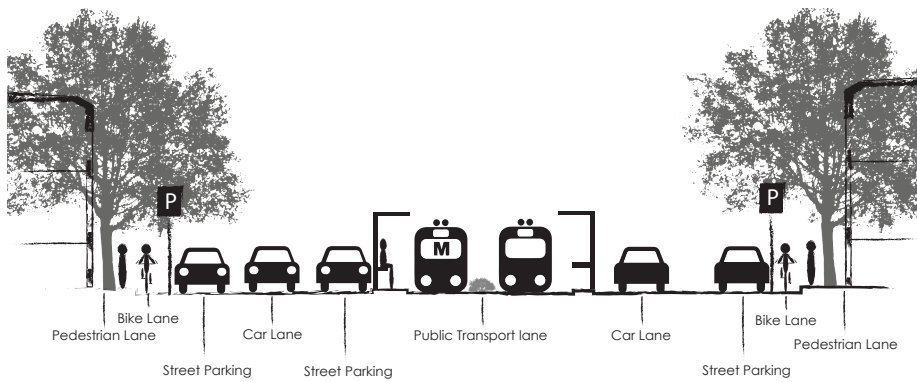 P
P
M
Bike Lane
Pedestrian Lane
Street Parking
Car Lane
Street Parking
Public Transport lane
Car Lane
Street Parking
Bike Lane
Pedestrian Lane